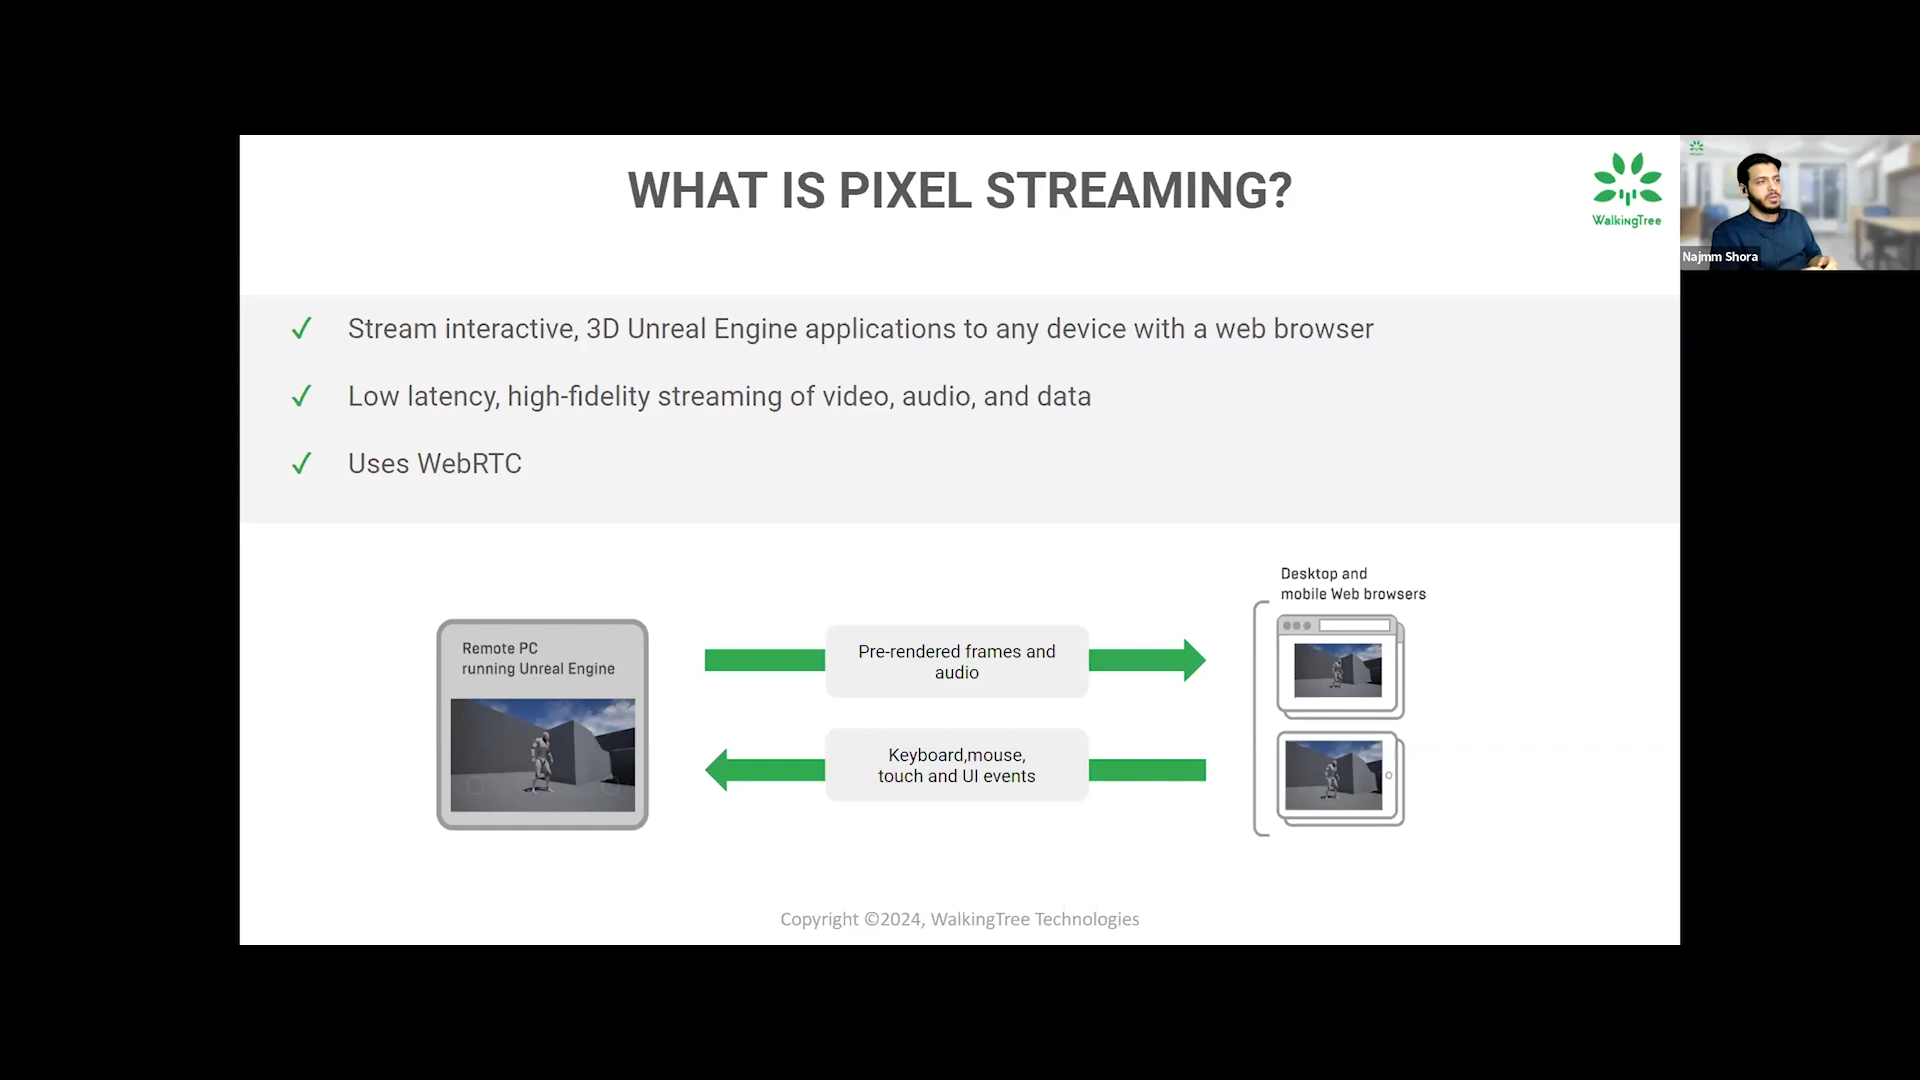 WHAT IS PIXEL STREAMING?
WalkingTree
Najmm Shora
✓ Stream interactive, 3D Unreal Engine applications to any device with a web browser
✓ Low latency, high-fidelity streaming of video, audio, and data
✓ Uses WebRTC
Remote PC
running Unreal Engine
Pre-rendered frames and
audio
Keyboard,mouse,
touch and UI events
Desktop and
mobile Web browsers
Copyright ©2024, WalkingTree Technologies